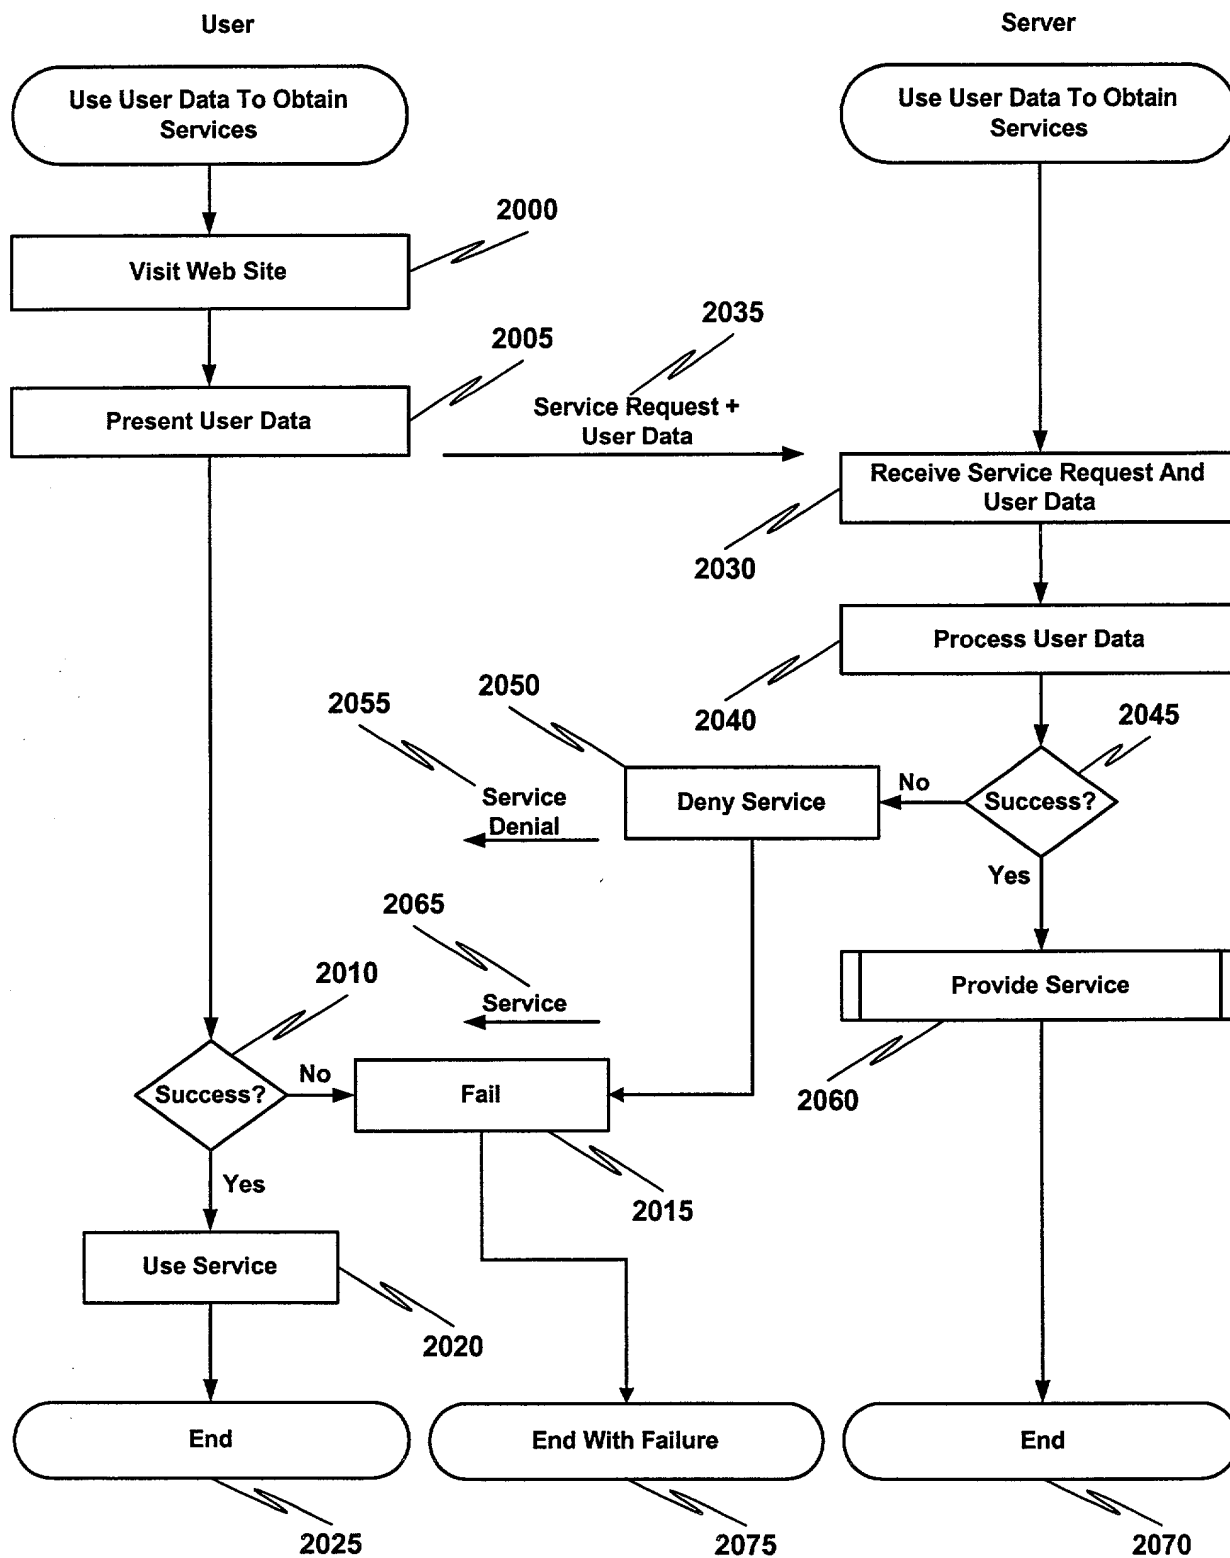 User
Server
Use User Data To Obtain
Services
Use User Data To Obtain
Services
2000
Visit Web Site
2035
2005
Service Request +
User Data
Present User Data
Receive Service Request And
User Data
2030
Process User Data
2040
2050
2055
2045
No
Success?
Deny Service
Service
Denial
Yes
2065
2010
Service
Provide Service
2060
Success?
No
Fail
Yes
2015
Use Service
2020
End
End With Failure
End
2025
2075
2070